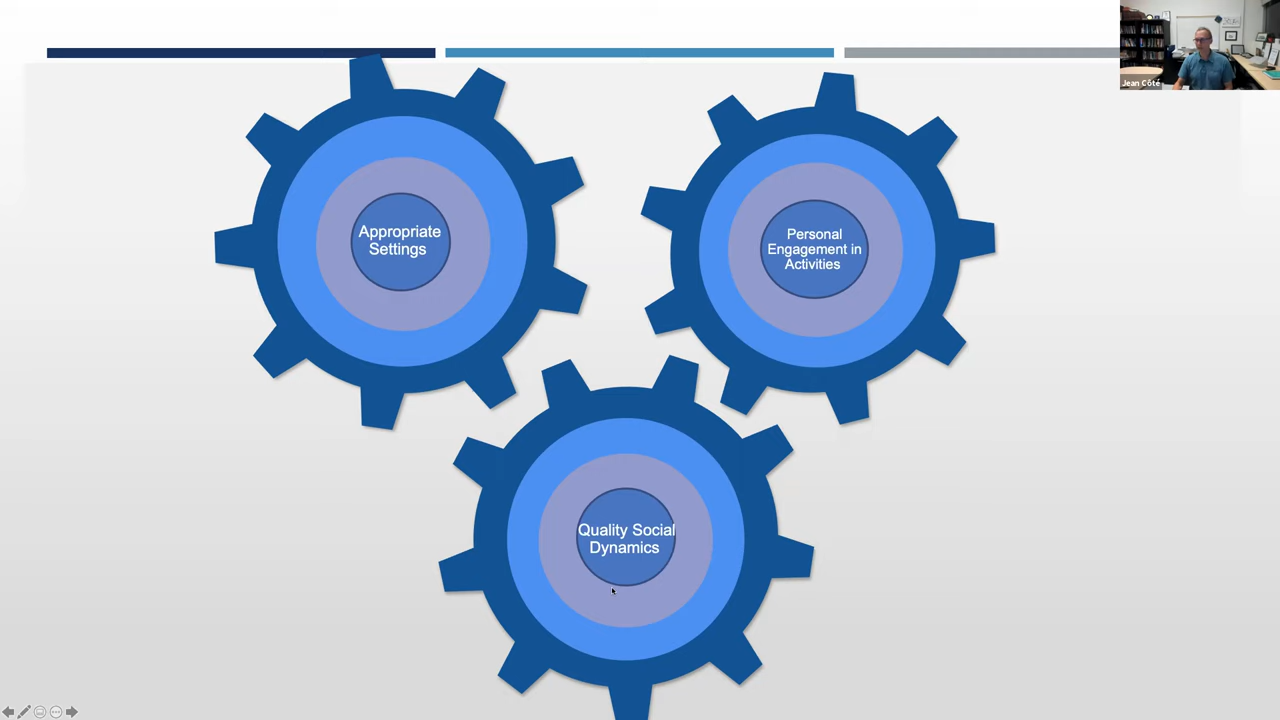 Jean Côté
Appropriate
Settings
Personal
Engagement in
Activities
Quality Social
Dynamics